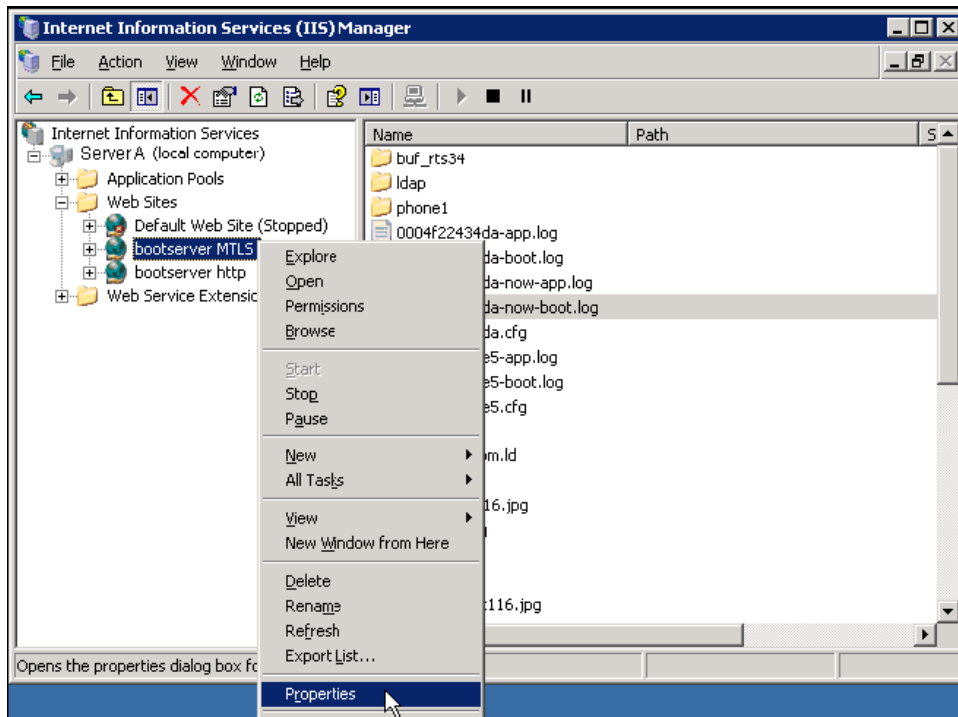 Internet Information Services (IIS) Manager
File Action View Window Help
Internet Information Services
Server A (local computer)
Application Pools
Web Sites
Default Web Site (Stopped)
bootserver MTLS
bootserver http
Web Service Extensio
Name Path S
buf_rts34
ldap
phone1
0004f22434da-app.log
da-boot.log
da-now-app.log
da-now-boot.log
da.cfg
e5-app.log
e5-boot.log
e5.cfg
om.ld
16.jpg
t116.jpg
Explore
Open
Permissions
Browse
Start
Stop
Pause
New
All Tasks
View
New Window from Here
Delete
Rename
Refresh
Export List...
Properties
Opens the properties dialog box fo